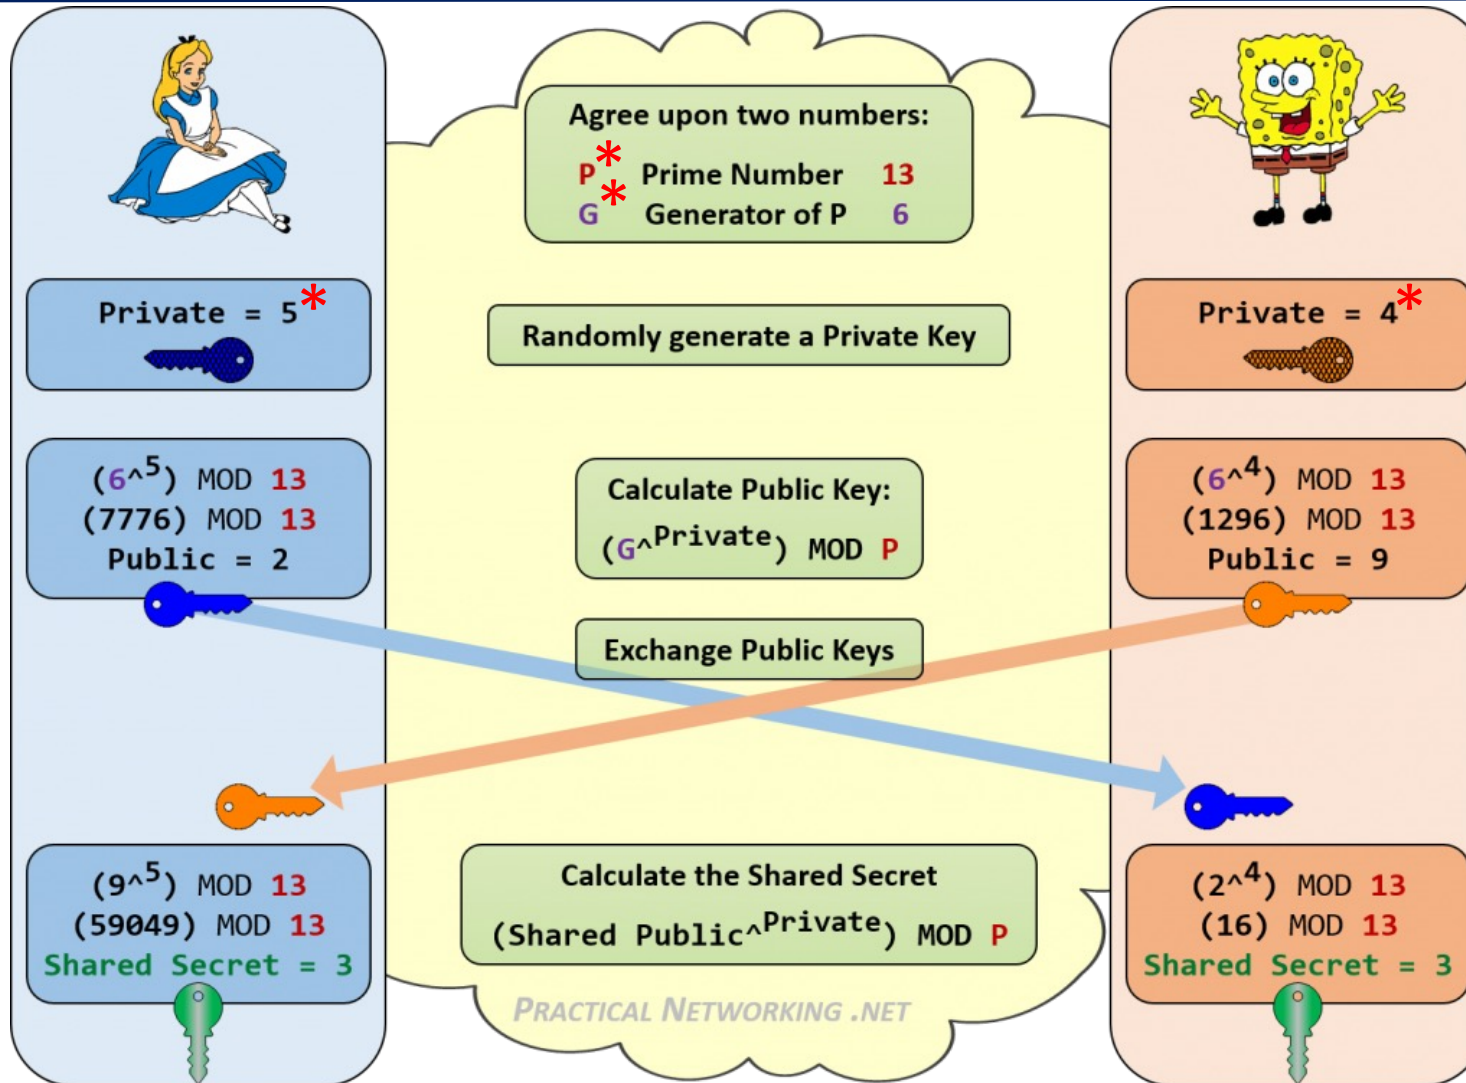 Agree upon two numbers:
P* Prime Number 13
G* Generator of P 6
Private = 5*
Randomly generate a Private Key
Private = 4*
(6^5) MOD 13
(7776) MOD 13
Public = 2
Calculate Public Key:
(G^Private) MOD P
(6^4) MOD 13
(1296) MOD 13
Public = 9
Exchange Public Keys
(9^5) MOD 13
(59049) MOD 13
Shared Secret = 3
Calculate the Shared Secret
(Shared Public^Private) MOD P
(2^4) MOD 13
(16) MOD 13
Shared Secret = 3
PRACTICAL NETWORKING .NET